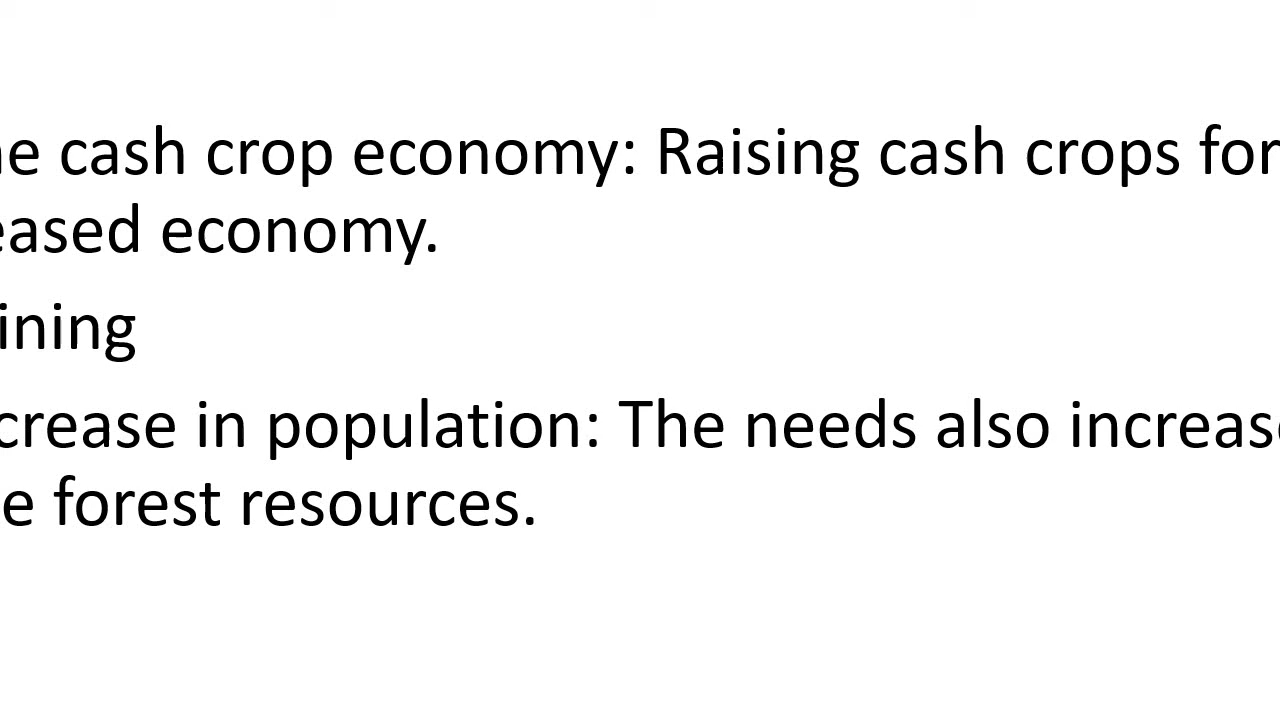 he cash crop economy: Raising cash crops for
eased economy.
ining
crease in population: The needs also increase
e forest resources.